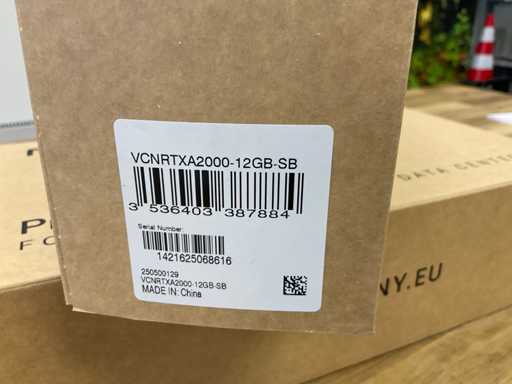 VCNRTXA2000-12GB-SB
3 536403 387884
Serial Number:
1421625068616
250500129
VCNRTXA2000-12GB-SB
MADE IN: China
DATA CENTER
NY.EU